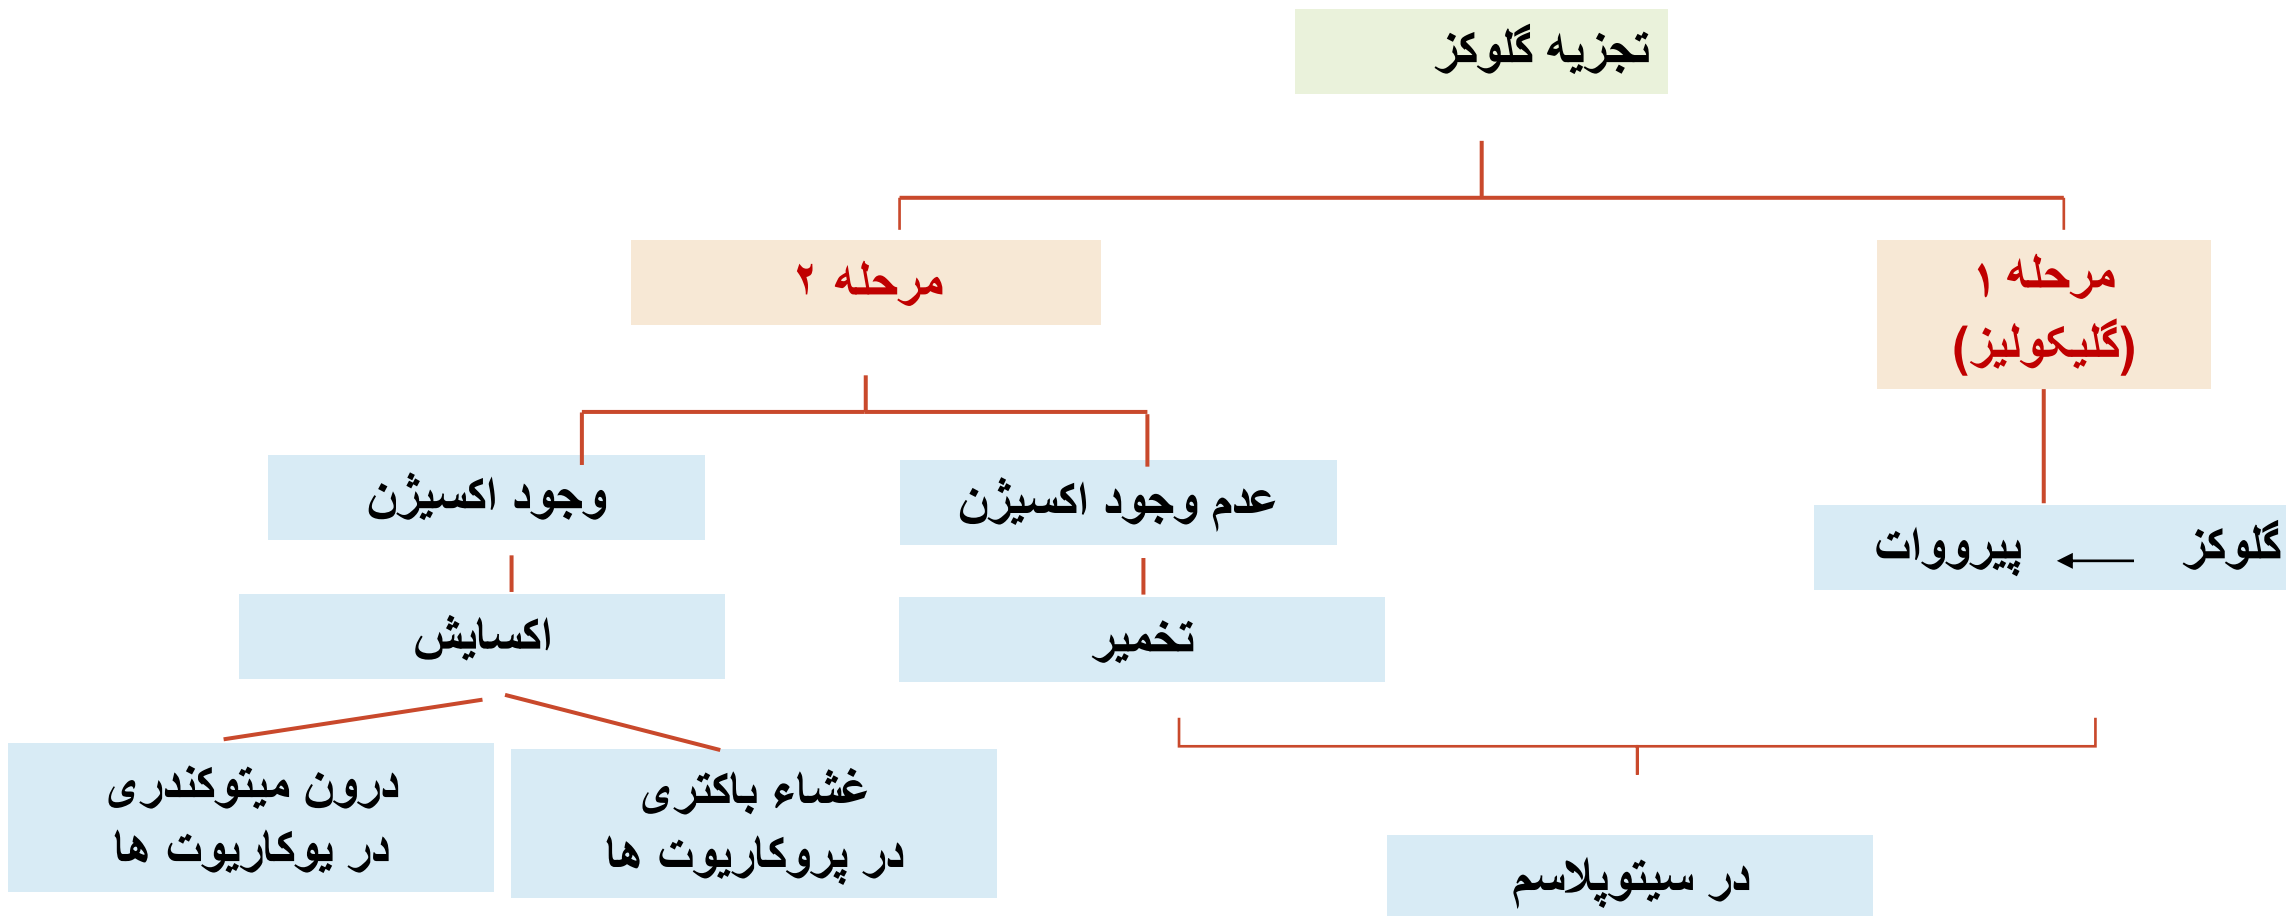 تجزیه گلوکز
مرحله ۱
(گلیکولیز)
مرحله ۲
عدم وجود اکسیژن
وجود اکسیژن
گلوکز ← پیرووات
تخمیر
اکسایش
غشاء باکتری
در پروکاریوت ها
درون میتوکندری
در یوکاریوت ها
در سیتوپلاسم